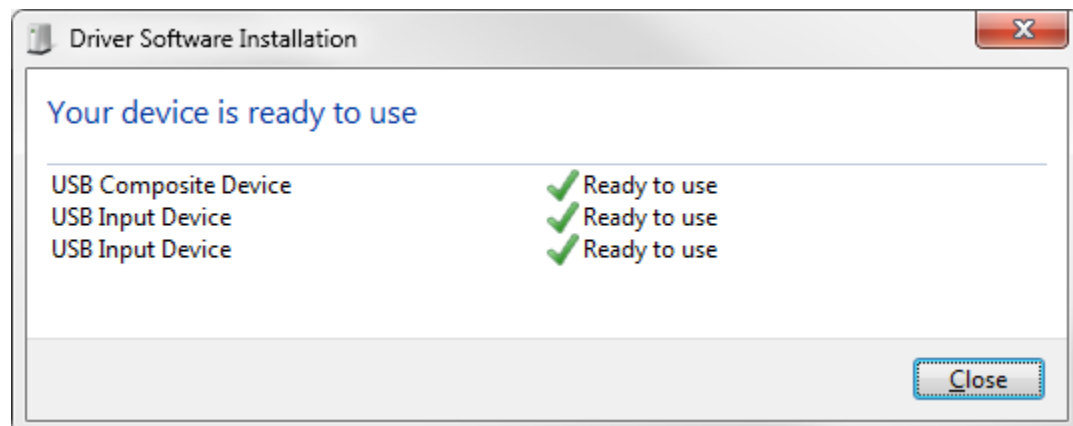 Driver Software Installation
Your device is ready to use
USB Composite Device Ready to use
USB Input Device Ready to use
USB Input Device Ready to use
Close